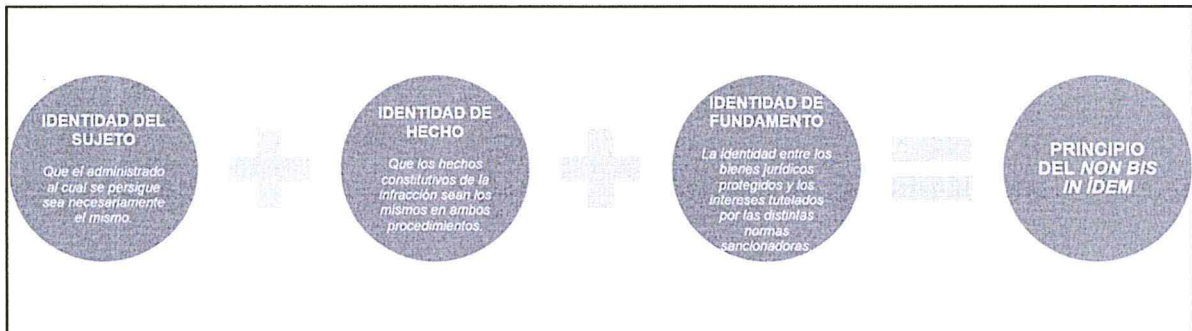 IDENTIDAD DEL
SUJETO
Que el administrado
al cual se persigue
sea necesariamente
el mismo.
IDENTIDAD DE
HECHO
Que los hechos
constitutivos de la
infracción sean los
mismos en ambos
procedimientos.
IDENTIDAD DE
FUNDAMENTO
La identidad entre los
bienes jurídicos
protegidos y los
intereses tutelados
por las distintas
normas
sancionadoras.
PRINCIPIO
DEL NON BIS
IN ÍDEM